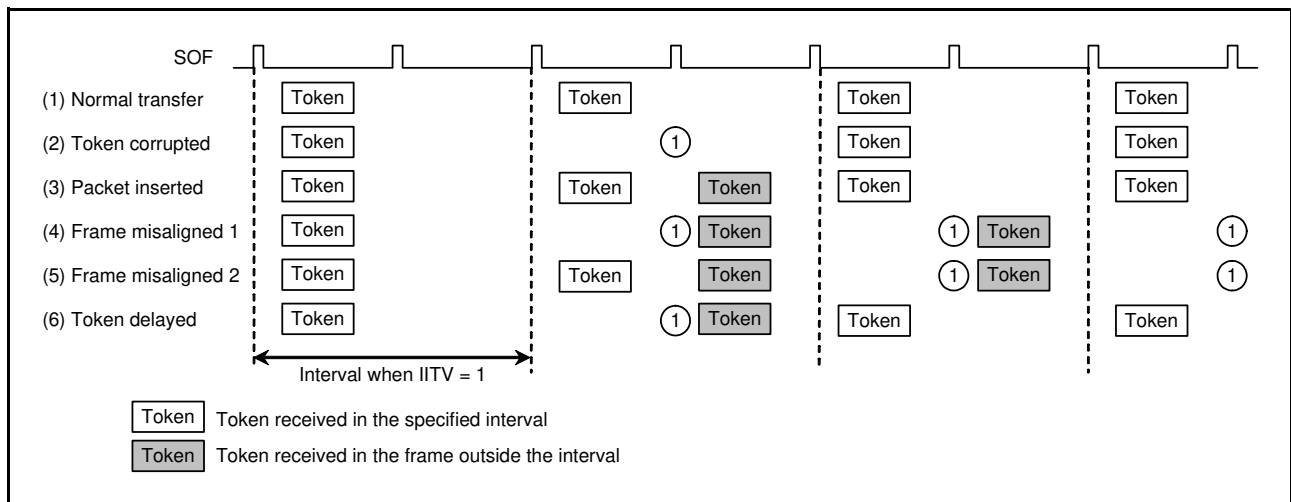 SOF
(1) Normal transfer Token Token Token Token
(2) Token corrupted Token 1 Token Token
(3) Packet inserted Token Token Token Token Token
(4) Frame misaligned 1 Token 1 Token 1 Token 1
(5) Frame misaligned 2 Token Token Token 1 Token 1
(6) Token delayed Token 1 Token Token Token
Interval when IITV = 1
Token Token received in the specified interval
Token Token received in the frame outside the interval